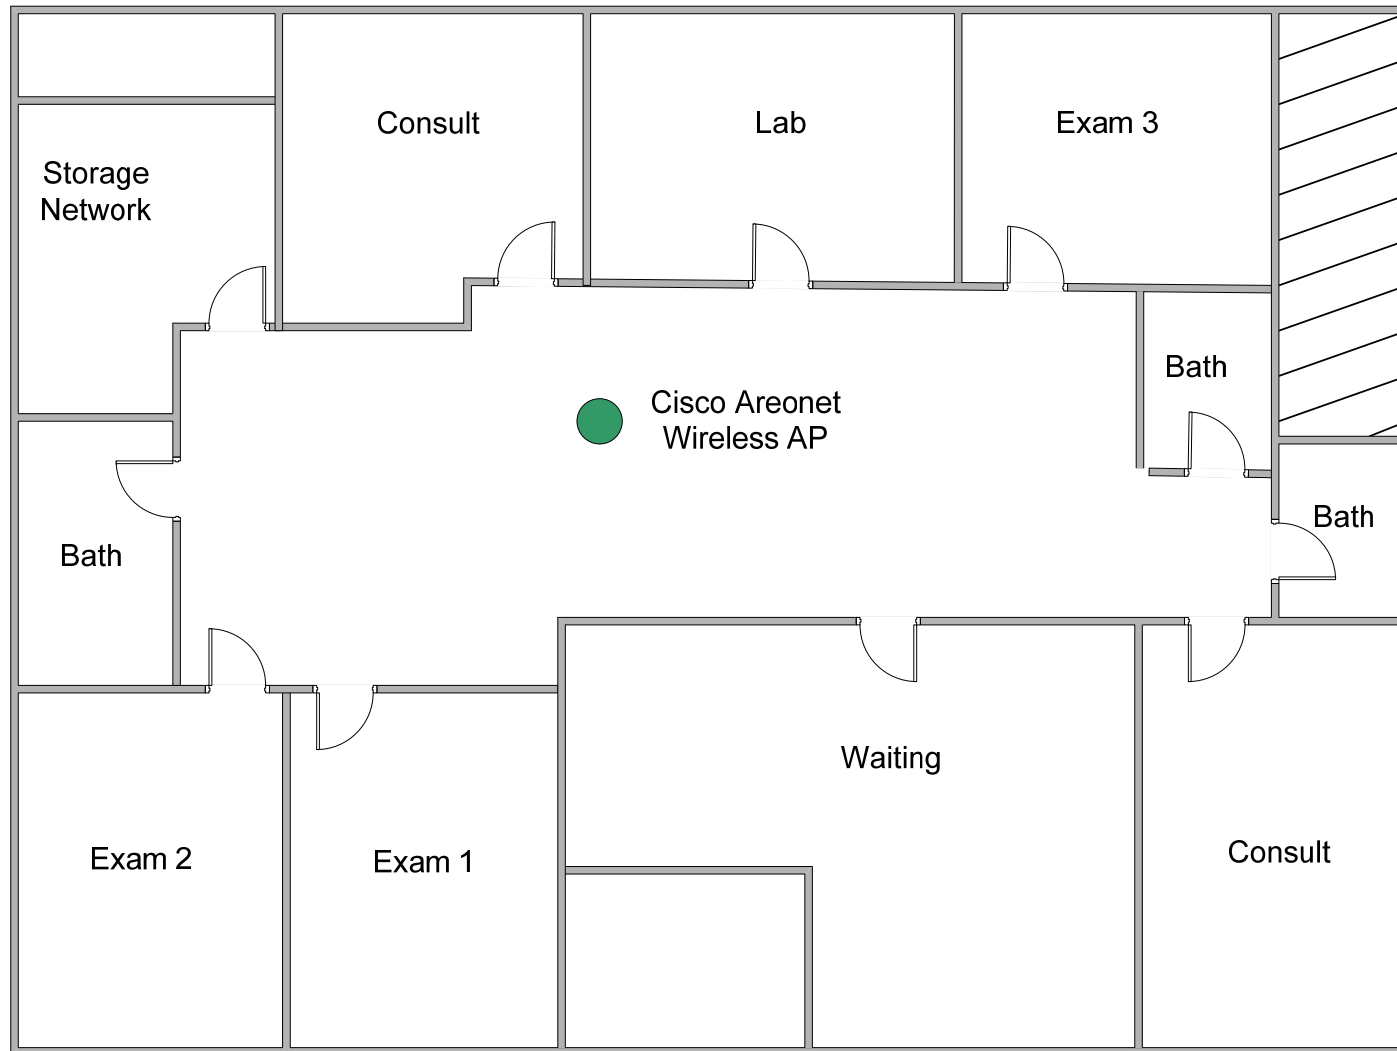 Consult
Lab
Exam 3
Storage
Network
Cisco Areonet
Wireless AP
Bath
Bath
Bath
Waiting
Exam 2
Exam 1
Consult